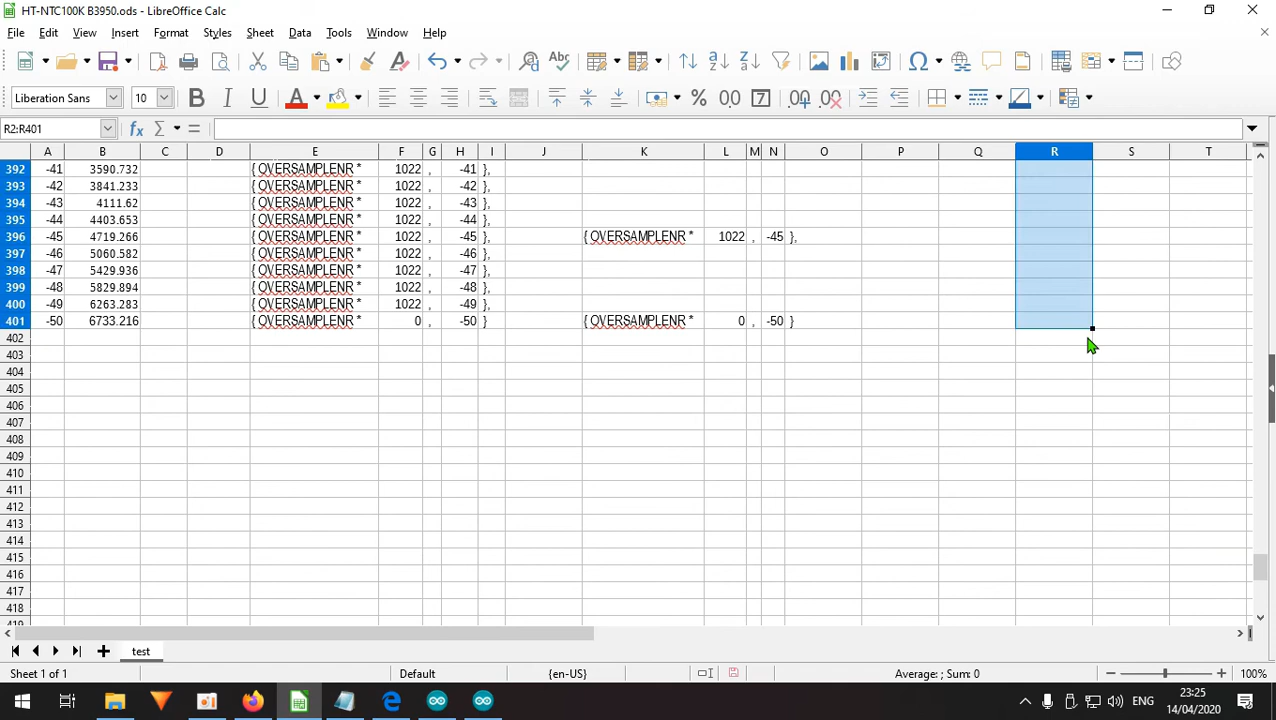 HT-NTC100K B3950.ods - LibreOffice Calc
File Edit View Insert Format Styles Sheet Data Tools Window Help
Liberation Sans 10
R2:R401
A B C D E F G H I J K L M N O P Q R S T
392 -41 3590.732 { OVERSAMPLENR * 1022 , -41 },
393 -42 3841.233 { OVERSAMPLENR * 1022 , -42 },
394 -43 4111.62 { OVERSAMPLENR * 1022 , -43 },
395 -44 4403.653 { OVERSAMPLENR * 1022 , -44 },
396 -45 4719.266 { OVERSAMPLENR * 1022 , -45 }, { OVERSAMPLENR * 1022 , -45 },
397 -46 5060.582 { OVERSAMPLENR * 1022 , -46 },
398 -47 5429.936 { OVERSAMPLENR * 1022 , -47 },
399 -48 5829.894 { OVERSAMPLENR * 1022 , -48 },
400 -49 6263.283 { OVERSAMPLENR * 1022 , -49 },
401 -50 6733.216 { OVERSAMPLENR * 0 , -50 } { OVERSAMPLENR * 0 , -50 }
402
403
404
405
406
407
408
409
410
411
412
413
414
415
416
417
418
419
test
Sheet 1 of 1 Default {en-US} Average: ; Sum: 0 100%
ENG 23:25
14/04/2020